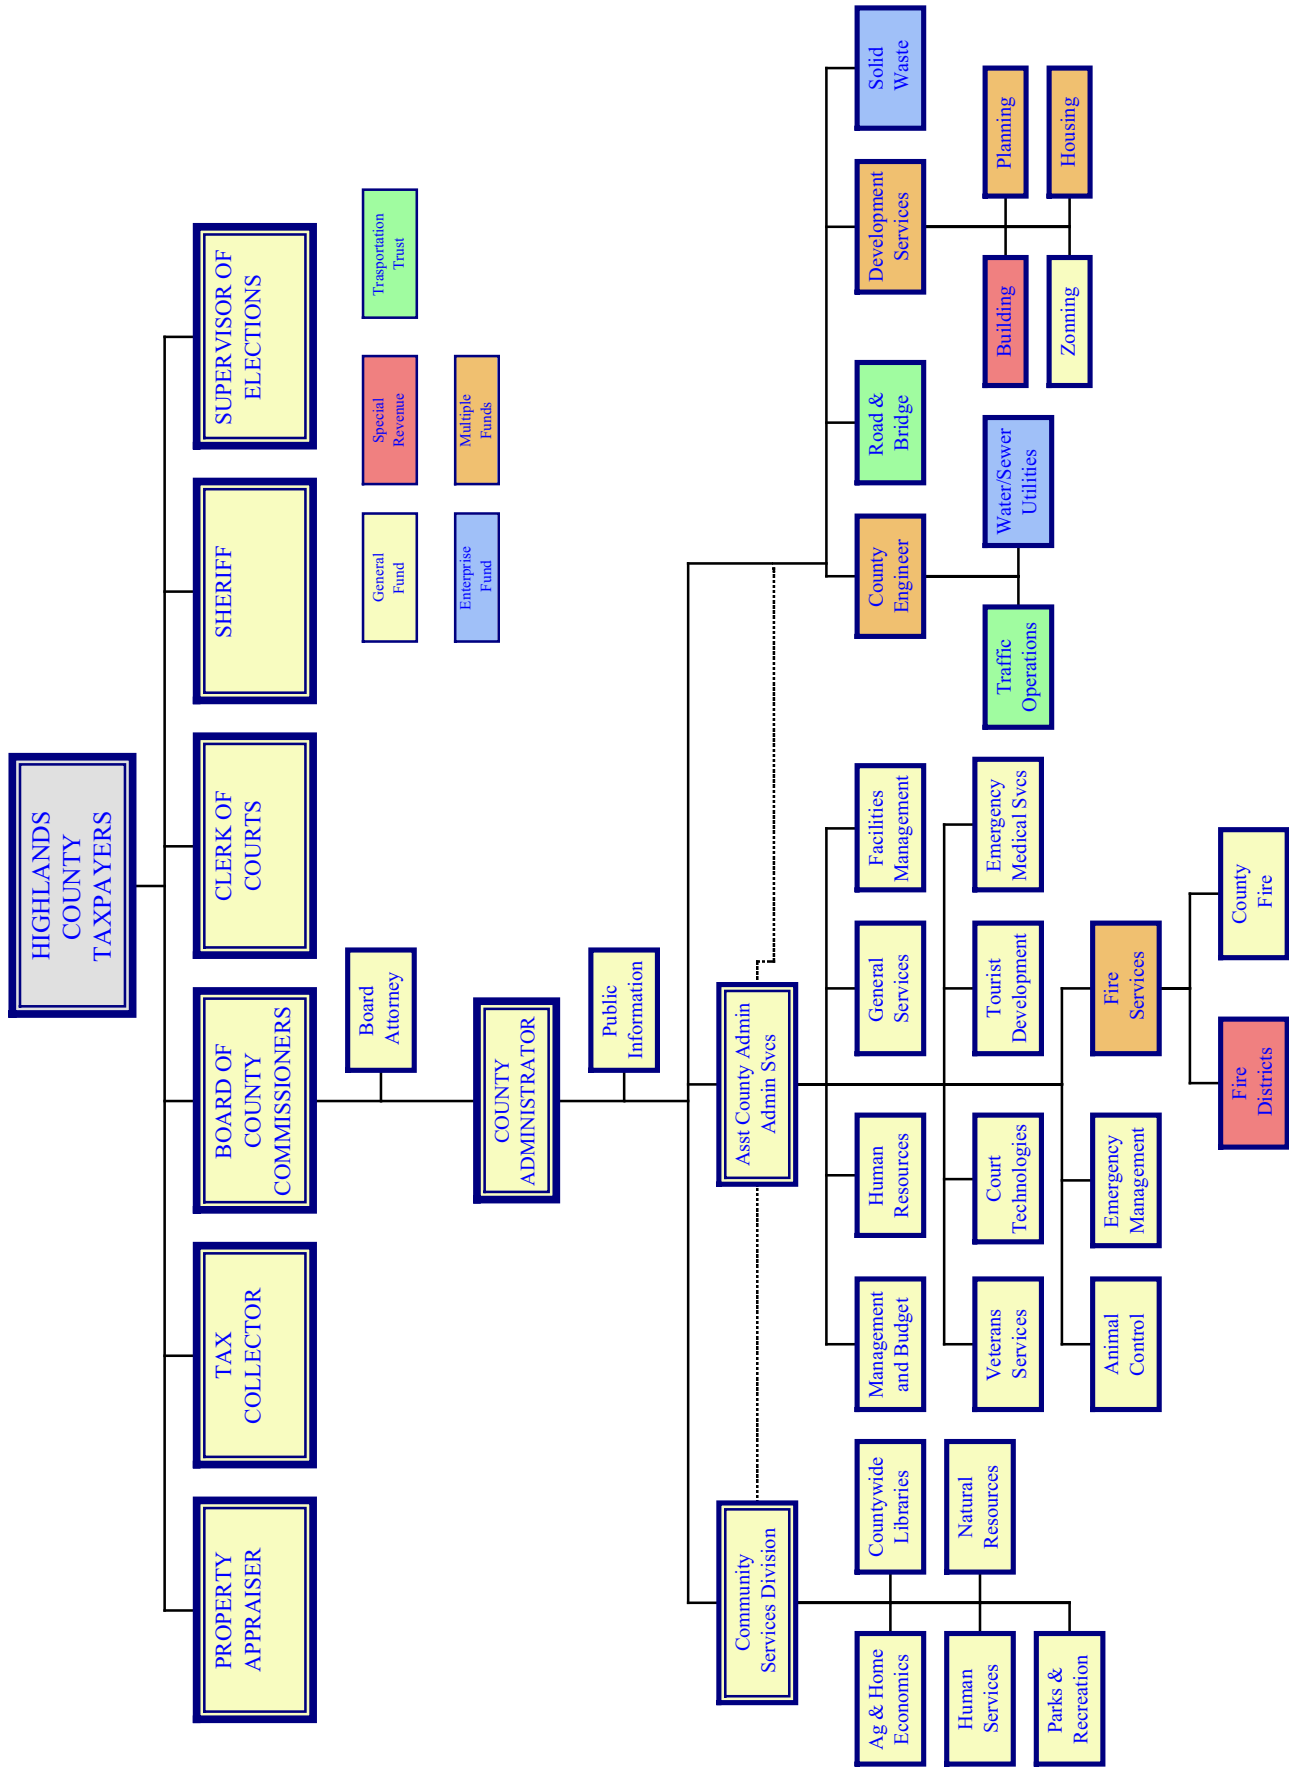 HIGHLANDS
COUNTY
TAXPAYERS
PROPERTY
APPRAISER
TAX
COLLECTOR
BOARD OF
COUNTY
COMMISSIONERS
CLERK OF
COURTS
SHERIFF
SUPERVISOR OF
ELECTIONS
Board
Attorney
General
Fund
Special
Revenue
Trasportation
Trust
Enterprise
Fund
Multiple
Funds
COUNTY
ADMINISTRATOR
Public
Information
Community
Services Division
Asst County Admin
Admin Svcs
Ag & Home
Economics
Countywide
Libraries
Human
Services
Natural
Resources
Parks &
Recreation
Management
and Budget
Human
Resources
General
Services
Facilities
Management
Veterans
Services
Court
Technologies
Tourist
Development
Emergency
Medical Svcs
Animal
Control
Emergency
Management
Fire
Services
Fire
Districts
County
Fire
County
Engineer
Road &
Bridge
Development
Services
Solid
Waste
Traffic
Operations
Water/Sewer
Utilities
Building
Planning
Zonning
Housing